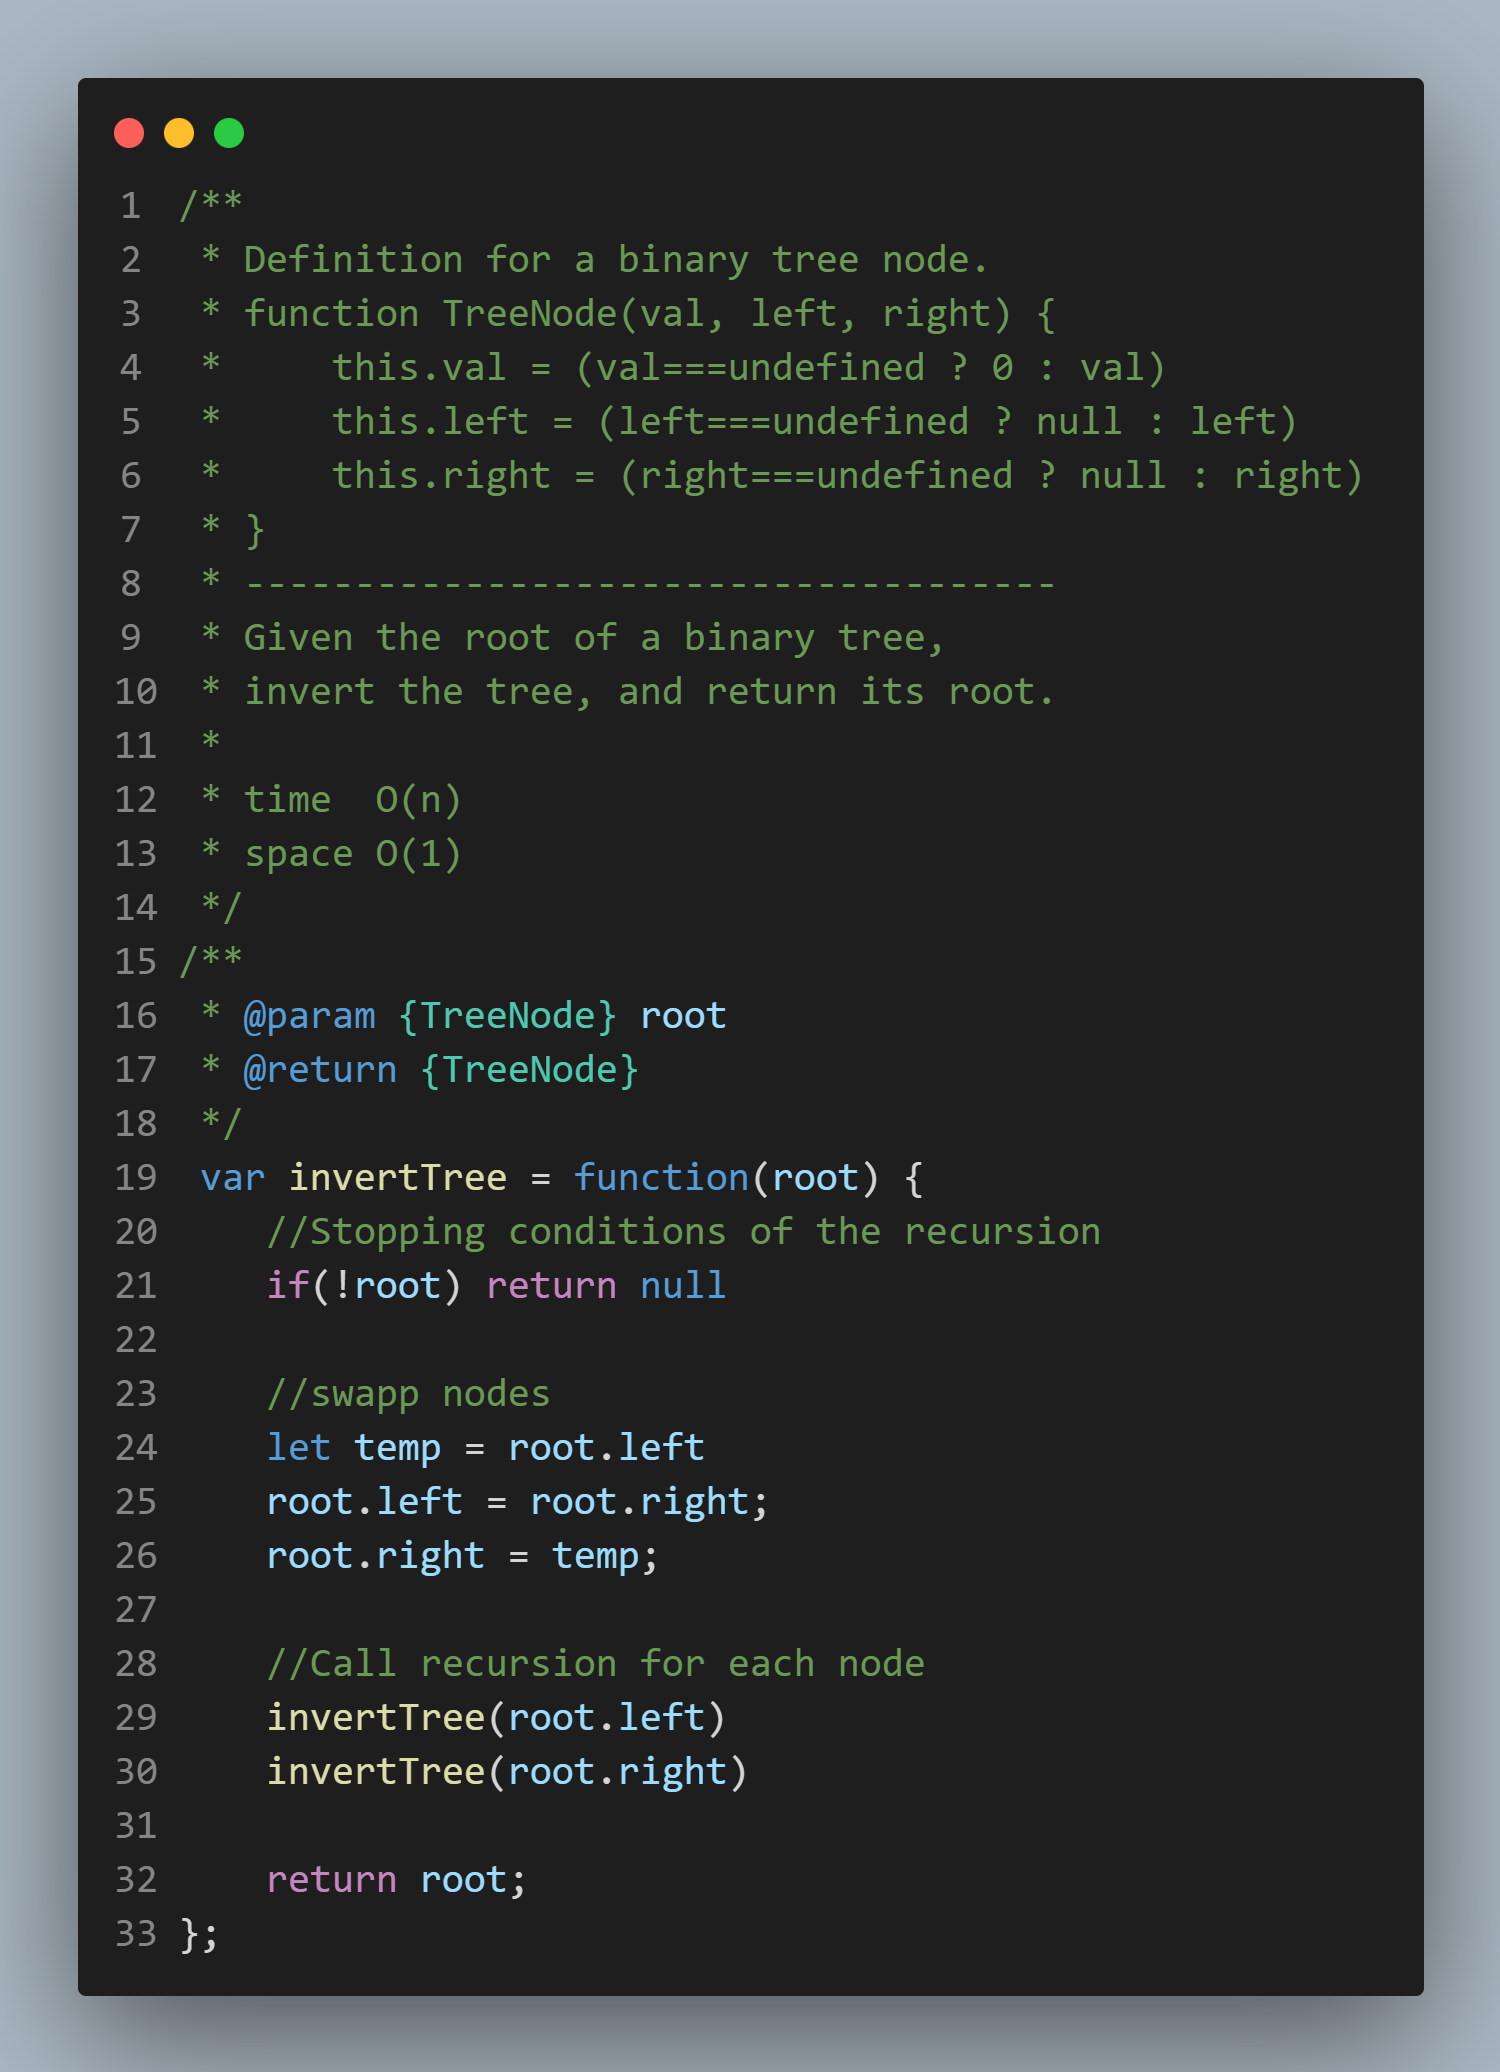 1 /**
2  * Definition for a binary tree node.
3  * function TreeNode(val, left, right) {
4  *     this.val = (val===undefined ? 0 : val)
5  *     this.left = (left===undefined ? null : left)
6  *     this.right = (right===undefined ? null : right)
7  * }
8  * -------------------------------------
9  * Given the root of a binary tree,
10  * invert the tree, and return its root.
11  *
12  * time  O(n)
13  * space O(1)
14  */
15 /**
16  * @param {TreeNode} root
17  * @return {TreeNode}
18  */
19  var invertTree = function(root) {
20     //Stopping conditions of the recursion
21     if(!root) return null
22
23     //swapp nodes
24     let temp = root.left
25     root.left = root.right;
26     root.right = temp;
27
28     //Call recursion for each node
29     invertTree(root.left)
30     invertTree(root.right)
31
32     return root;
33 };